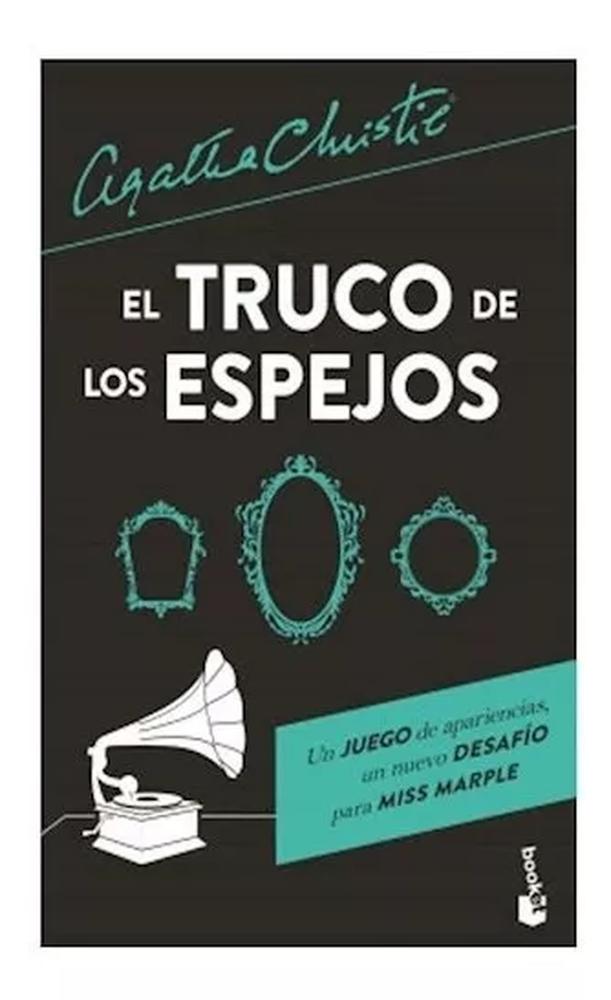 Agatha Christie
EL TRUCO DE
LOS ESPEJOS
Un JUEGO de apariencias,
un nuevo DESAFÍO
para MISS MARPLE
booket